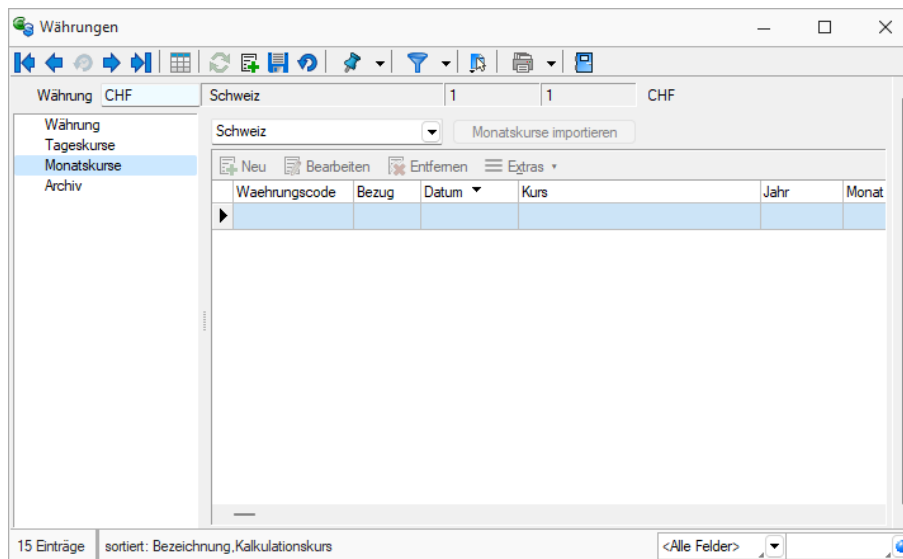 Währungen
Währung CHF Schweiz 1 1 CHF
Währung
Tageskurse
Monatskurse
Archiv
Schweiz Monatskurse importieren
Neu Bearbeiten Entfernen Extras
Waehrungscode Bezug Datum Kurs Jahr Monat
15 Einträge sortiert: Bezeichnung,Kalkulationskurs <Alle Felder>